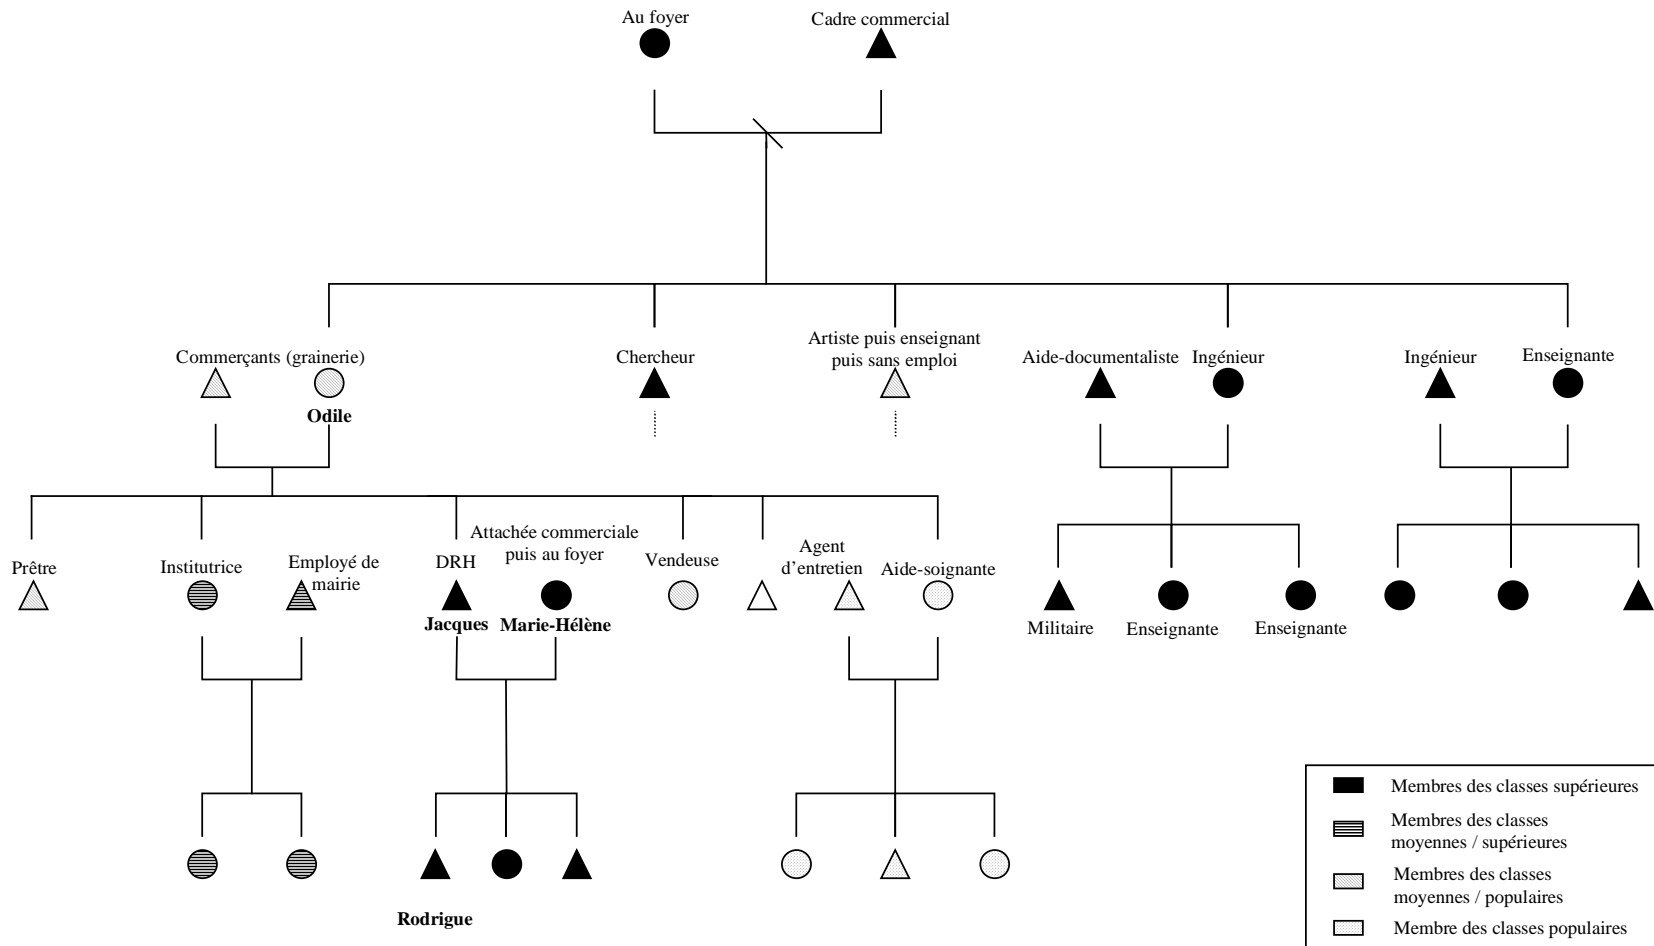 Au foyer
Cadre commercial
Commerçants (grainerie)
Odile
Chercheur
Artiste puis enseignant
puis sans emploi
Aide-documentaliste
Ingénieur
Ingénieur
Enseignante
Prêtre
Institutrice
Employé de
mairie
DRH
Jacques
Attachée commerciale
puis au foyer
Marie-Hélène
Vendeuse
Agent
d’entretien
Aide-soignante
Militaire
Enseignante
Enseignante
Rodrigue
Membres des classes supérieures
Membres des classes
moyennes / supérieures
Membres des classes
moyennes / populaires
Membre des classes populaires